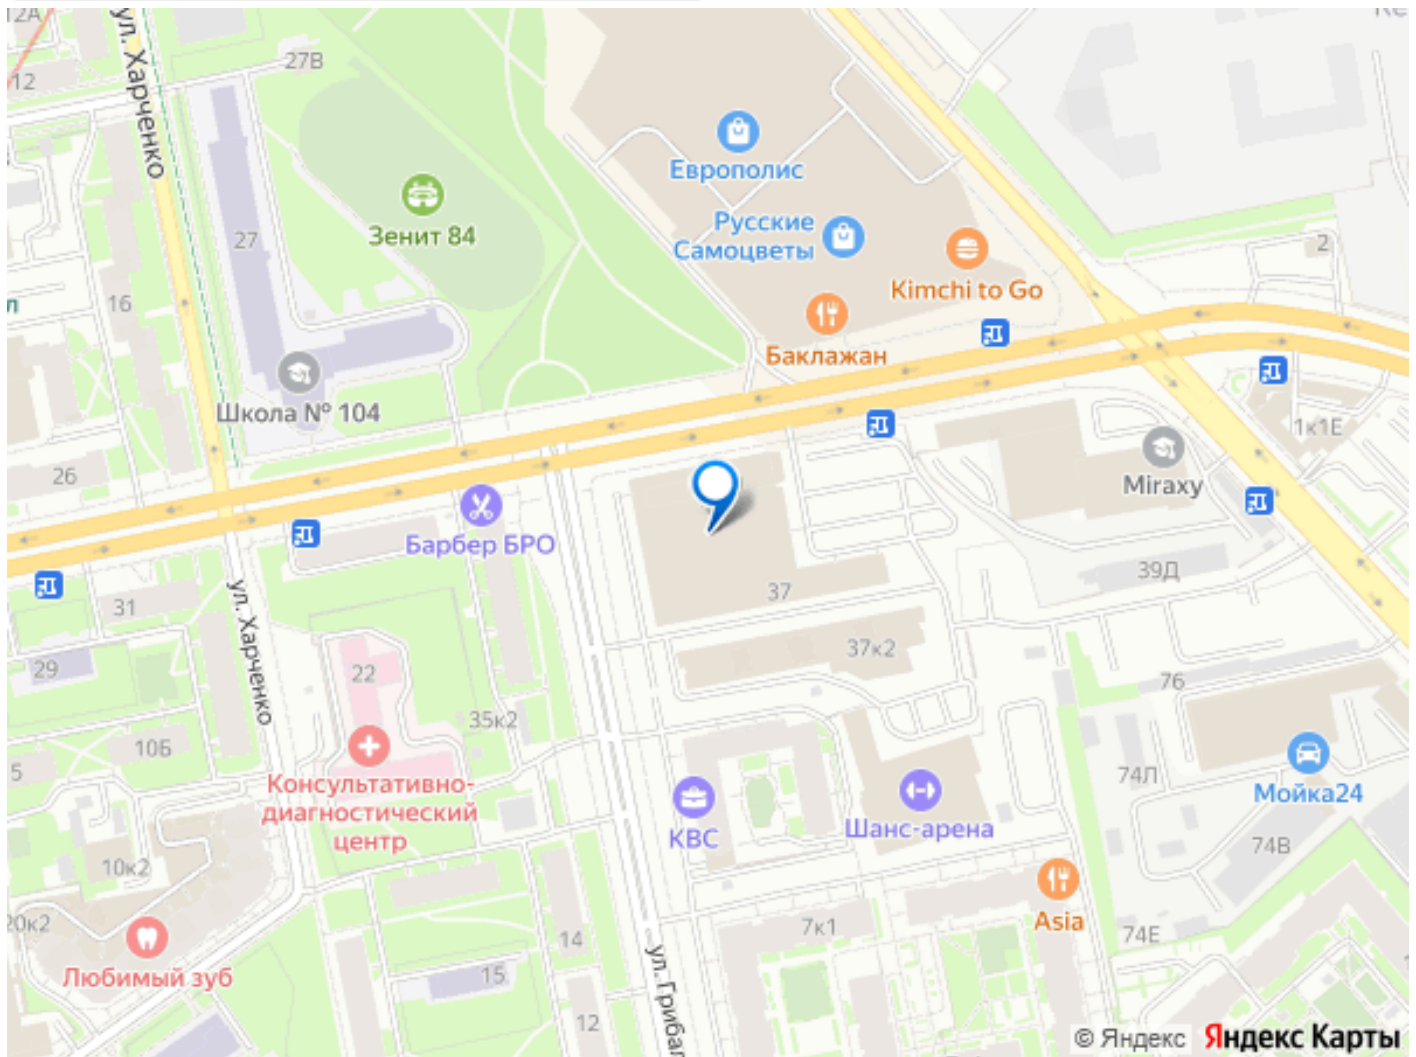 12А
ул. Харченко
12
27В
Европолис
Русские
Самоцветы
Зенит 84
27
2
Kimchi to Go
16
л
Баклажан
Школа № 104
1к1Е
26
Miraxy
Барбер БРО
39Д
37
31
ул. Харченко
37к2
29
22
76
35к2
10Б
5
74Л
Консультативно-
диагностический
центр
Мойка24
КВС
Шанс-арена
74В
10к2
Asia
20к2
7к1
74Е
14
Любимый зуб
15
ул. Грибал
12
1
© Яндекс
Яндекс Карты